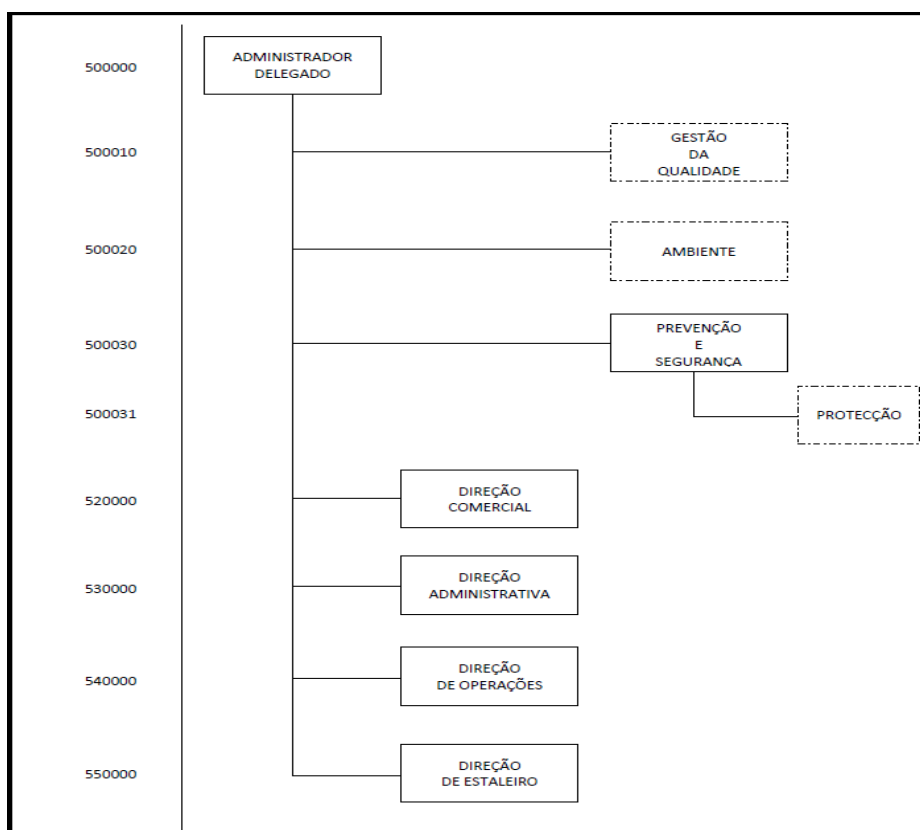 500000
ADMINISTRADOR
DELEGADO
500010
GESTÃO
DA
QUALIDADE
500020
AMBIENTE
500030
PREVENÇÃO
E
SEGURANÇA
500031
PROTECÇÃO
520000
DIREÇÃO
COMERCIAL
530000
DIREÇÃO
ADMINISTRATIVA
540000
DIREÇÃO
DE OPERAÇÕES
550000
DIREÇÃO
DE ESTALEIRO